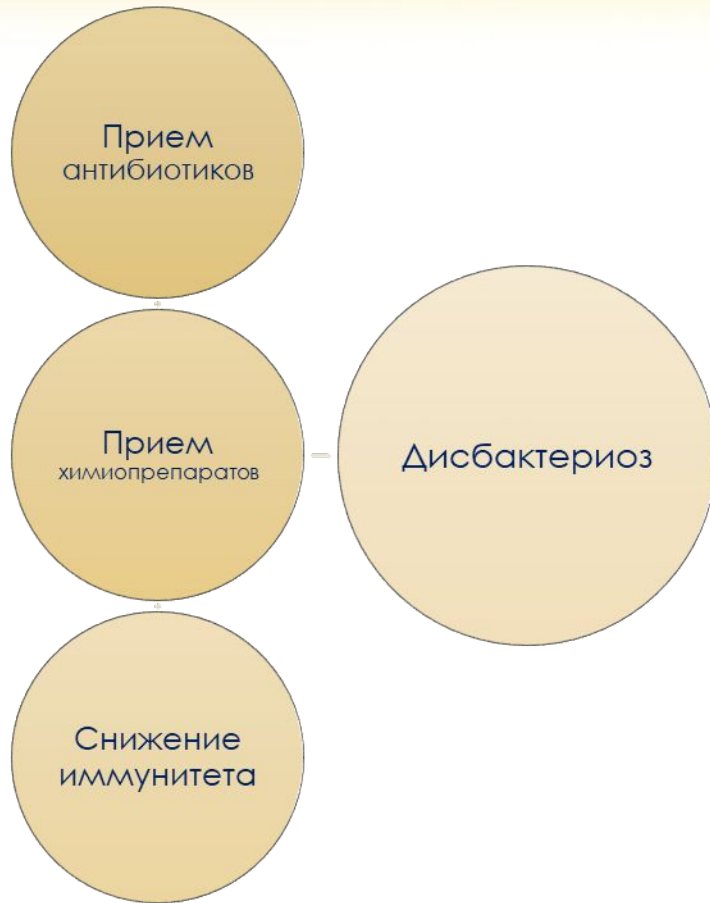 Прием
антибиотиков
Прием
химиопрепаратов
Дисбактериоз
Снижение
иммунитета